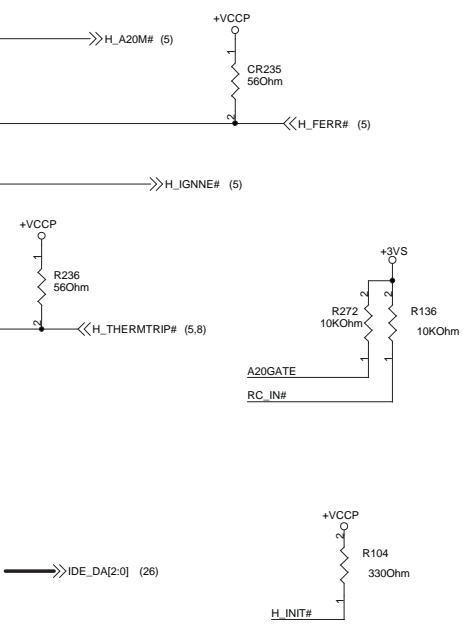 +VCCP
H_A20M# (5)
1
CR235
56Ohm
2
H_FERR# (5)
H_IGNNE# (5)
+VCCP
1
R236
56Ohm
2
H_THERMTRIP# (5,8)
+3VS
2 2
R272 R136
10KOhm 10KOhm
1 1
A20GATE
RC_IN#
+VCCP
2
R104
330Ohm
1
IDE_DA[2:0] (26)
H_INIT#